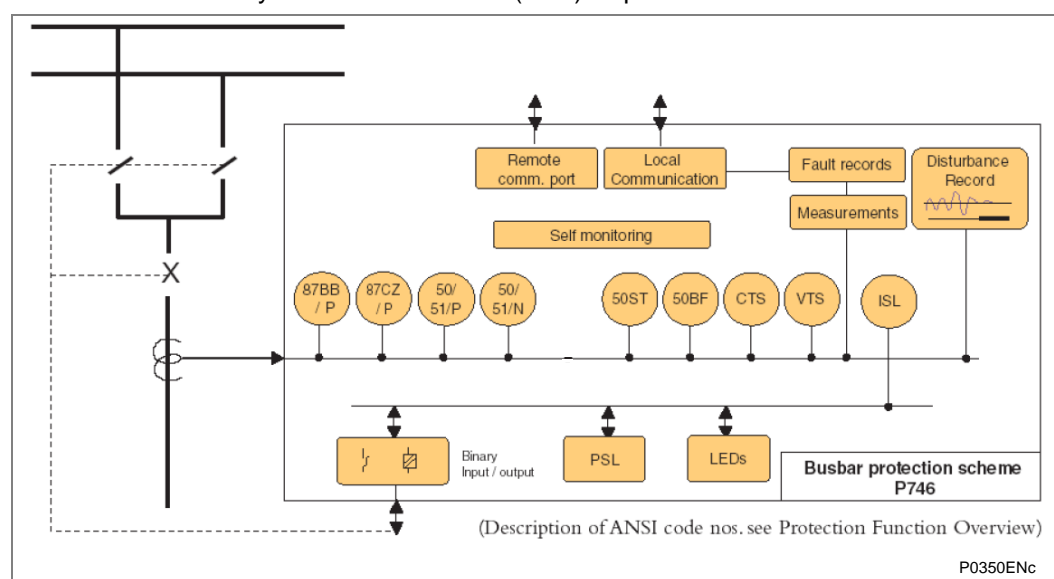 Remote
comm. port
Local
Communication
Fault records
Disturbance
Record
Measurements
Self monitoring
87BB
/ P
87CZ
/ P
50/
51/P
50/
51/N
50ST
50BF
CTS
VTS
ISL
Binary
Input / output
PSL
LEDs
Busbar protection scheme
P746
(Description of ANSI code nos. see Protection Function Overview)
P0350ENc